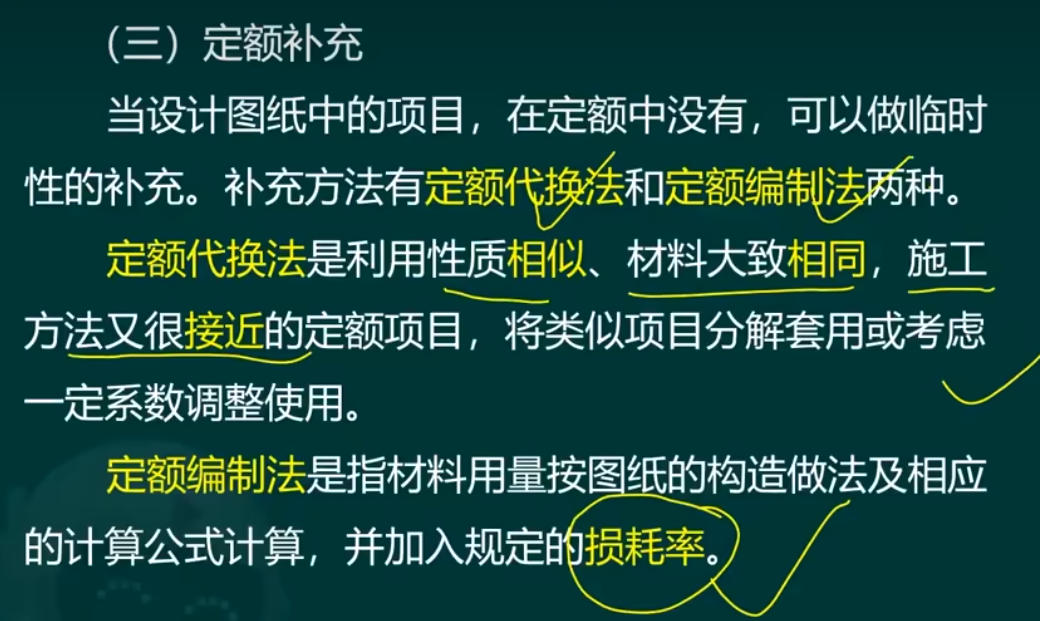 （三）定额补充
当设计图纸中的项目，在定额中没有，可以做临时
性的补充。补充方法有定额代换法和定额编制法两种。
定额代换法是利用性质相似、材料大致相同，施工
方法又很接近的定额项目，将类似项目分解套用或考虑
一定系数调整使用。
定额编制法是指材料用量按图纸的构造做法及相应
的计算公式计算，并加入规定的损耗率。